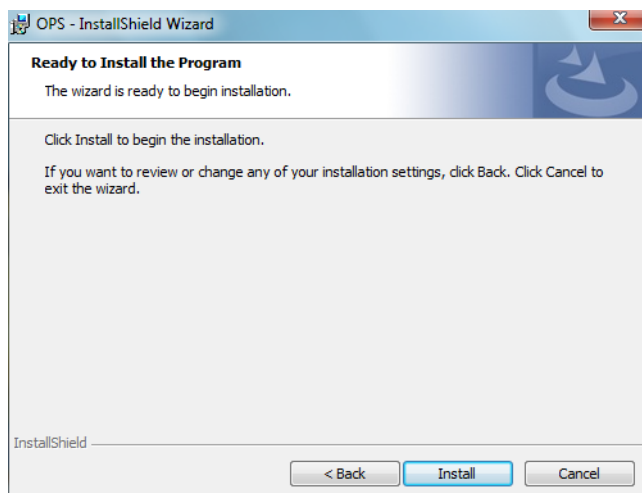 OPS - InstallShield Wizard
Ready to Install the Program
The wizard is ready to begin installation.
Click Install to begin the installation.
If you want to review or change any of your installation settings, click Back. Click Cancel to
exit the wizard.
InstallShield
< Back
Install
Cancel